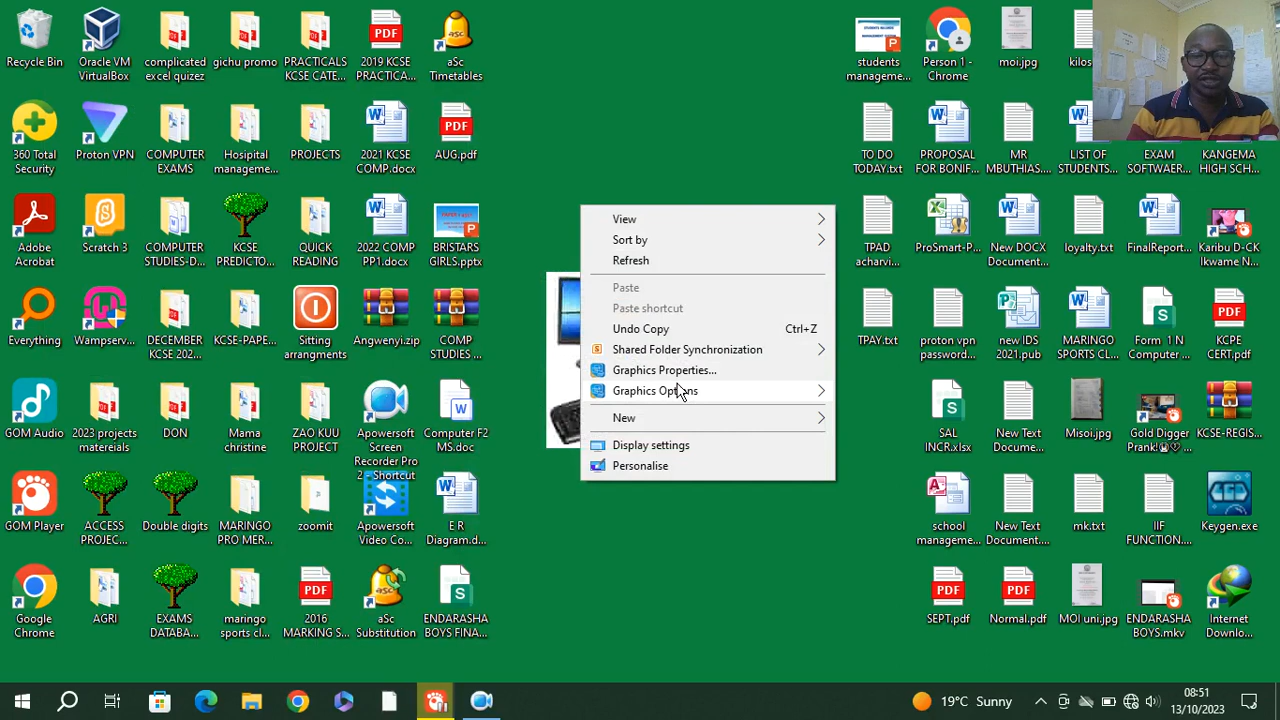 Recycle Bin
Oracle VM
VirtualBox
computer
excel quizez
gichu promo
PRACTICALS
KCSE CATE...
2019 KCSE
PRACTICA...
aSc
Timetables
students
manageme...
Person 1 -
Chrome
moi.jpg
360 Total
Security
Proton VPN
COMPUTER
EXAMS
Hosipital
manageme...
PROJECTS
2021 KCSE
COMP.docx
AUG.pdf
TO DO
TODAY.txt
PROPOSAL
FOR BONIF...
MR
MBUTHIAS....
LIST OF
STUDENTS...
EXAM
SOFTWAER...
KANGEMA
HIGH SCH...
Adobe
Acrobat
Scratch 3
COMPUTER
STUDIES-D...
KCSE
PREDICTO...
QUICK
READING
2022 COMP
PP1.docx
BRISTARS
GIRLS.pptx
TPAD
acharvi...
ProSmart-P...
New DOCX
Document...
loyalty.txt
FinalReport...
Karibu D-CK
Ikwame N...
Everything
DECEMBER
KCSE 202...
KCSE-PAPE...
sitting
arrangments
Angwenyi.zip
COMP
STUDIES ...
TPAY.txt
proton vpn
password...
new IDS
2021.pub
MARINGO
SPORTS CL...
Form 1 N
Computer ...
KCPE
CERT.pdf
GOM Audio
2023 projects
matereials
DON
Mama
christine
ZAO KUU
PROJECT
Apowersoft
Screen
Recorder Pro
2 - Shortcut
Computer F2
MS.doc
SAL
INCR.xlsx
New Text
Docume...
Misoi.jpg
Gold Digger
KCSE-REGIS...
GOM Player
ACCESS
PROJEC...
Double digits
MARINGO
PRO MER...
zoomit
Apowersoft
Video Co...
E.R
Diagram.d...
school
manageme...
New Text
Document....
mk.txt
IIF
FUNCTION....
Keygen.exe
Google
Chrome
AGRI
EXAMS
DATABA...
maringo
sports cl...
2016
MARKING S...
aSc
Substitution
ENDARASHA
BOYS FINA...
SEPT.pdf
Normal.pdf
MOI uni.jpg
ENDARASHA
BOYS.mkv
Internet
Downlo...
View
Sort by
Refresh
Paste
Paste shortcut
Undo Copy Ctrl+Z
Shared Folder Synchronization
Graphics Properties...
Graphics Options
New
Display settings
Personalise
19°C Sunny
08:51
13/10/2023